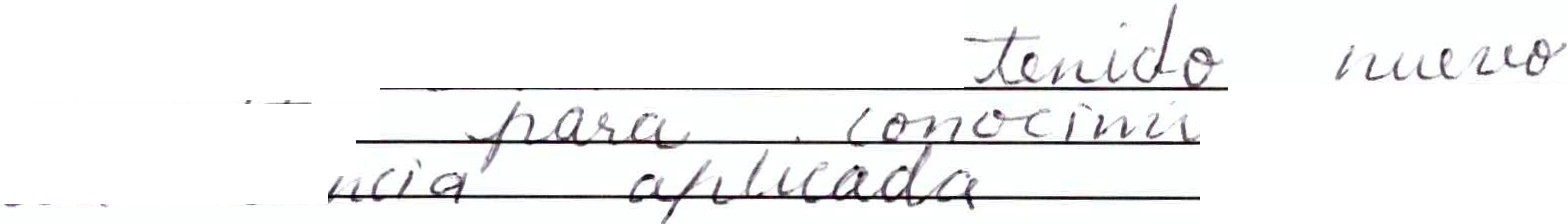 tenido nuevo
para conocimi
ncia aplicada